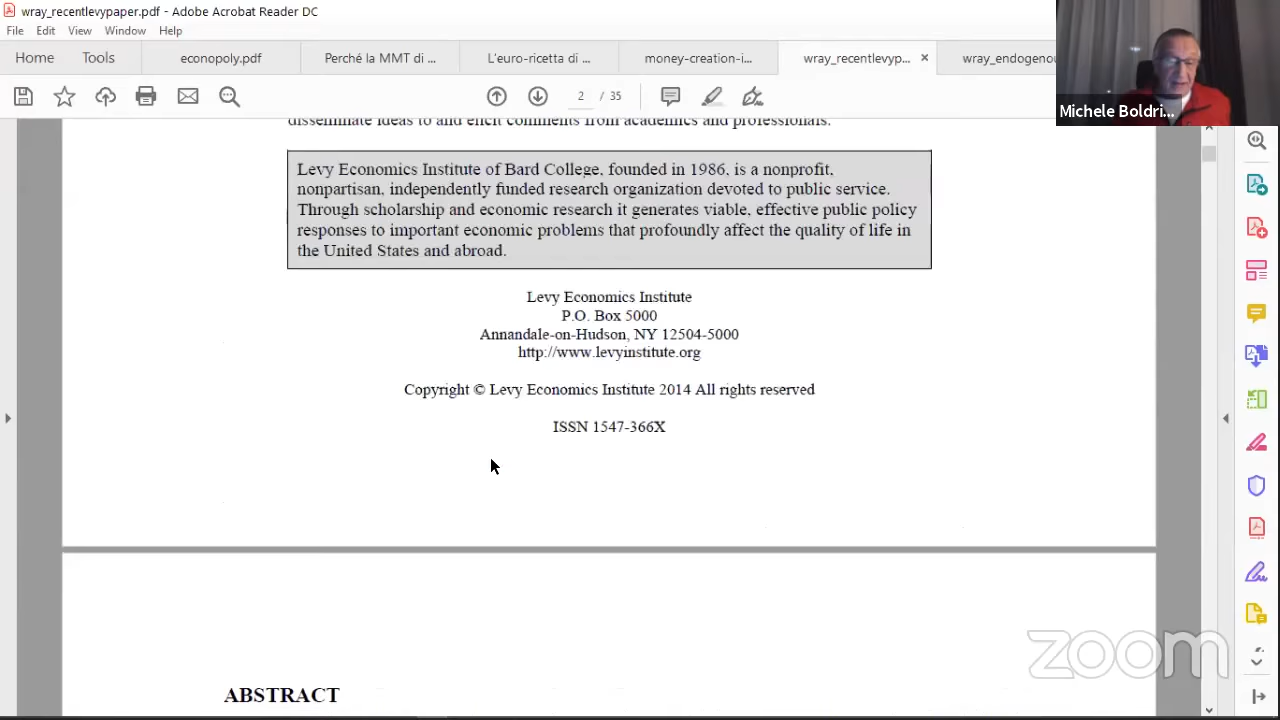 wray_recentlevypaper.pdf - Adobe Acrobat Reader DC
File Edit View Window Help
Home Tools econopoly.pdf Perché la MMT di ... L'euro-ricetta di ... money-creation-i... wray_recentlevyp... × wray_endogenou
2 / 35
Michele Boldri...
disseminate ideas to and elicit comments from academics and professionals.
Levy Economics Institute of Bard College, founded in 1986, is a nonprofit,
nonpartisan, independently funded research organization devoted to public service.
Through scholarship and economic research it generates viable, effective public policy
responses to important economic problems that profoundly affect the quality of life in
the United States and abroad.
Levy Economics Institute
P.O. Box 5000
Annandale-on-Hudson, NY 12504-5000
http://www.levyinstitute.org
Copyright © Levy Economics Institute 2014 All rights reserved
ISSN 1547-366X
zoom
ABSTRACT